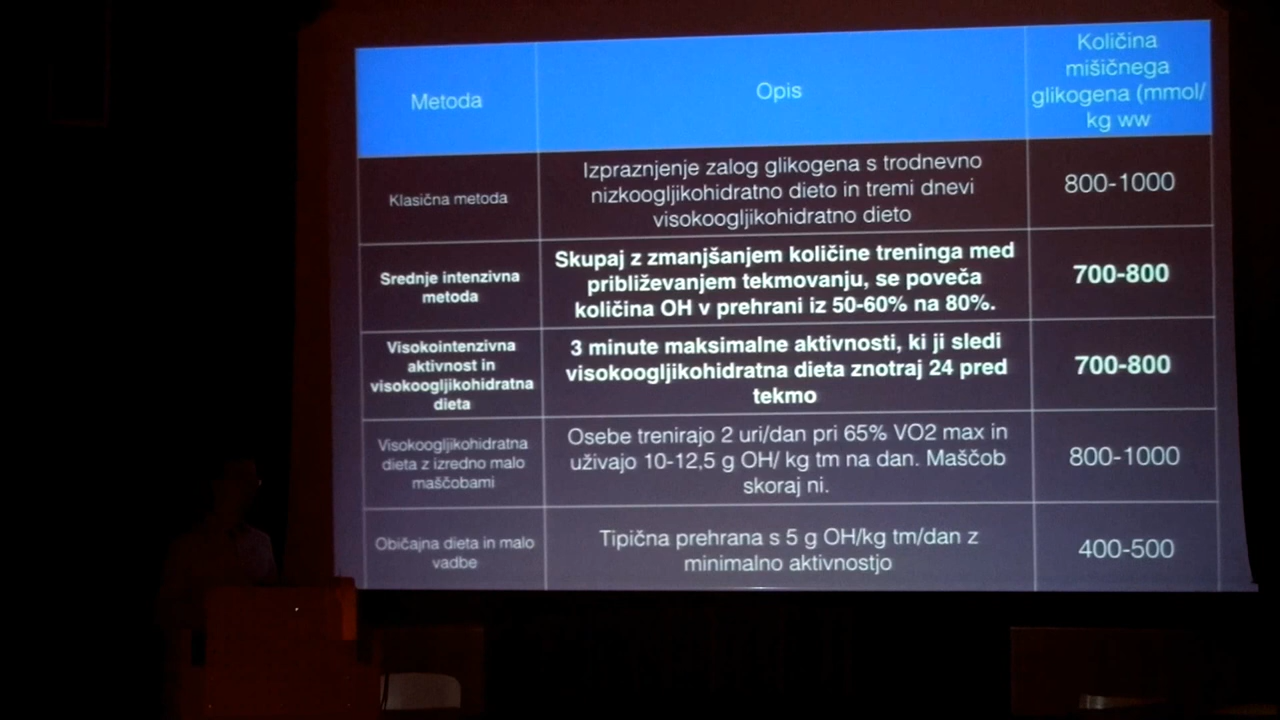 Metoda
Opis
Količina
mišičnega
glikogena (mmol/
kg ww
Klasična metoda
Izpraznjenje zalog glikogena s trodnevno
nizkoogljikohidratno dieto in tremi dnevi
visokoogljikohidratno dieto
800-1000
Srednje intenzivna
metoda
Skupaj z zmanjšanjem količine treninga med
približevanjem tekmovanju, se poveča
količina OH v prehrani iz 50-60% na 80%.
700-800
Visokointenzivna
aktivnost in
visokoogljikohidratna
dieta
3 minute maksimalne aktivnosti, ki ji sledi
visokoogljikohidratna dieta znotraj 24 pred
tekmo
700-800
Visokoogljikohidratna
dieta z izredno malo
maščobami
Osebe trenirajo 2 uri/dan pri 65% VO2 max in
uživajo 10-12,5 g OH/ kg tm na dan. Maščob
skoraj ni.
800-1000
Običajna dieta in malo
vadbe
Tipična prehrana s 5 g OH/kg tm/dan z
minimalno aktivnostjo
400-500